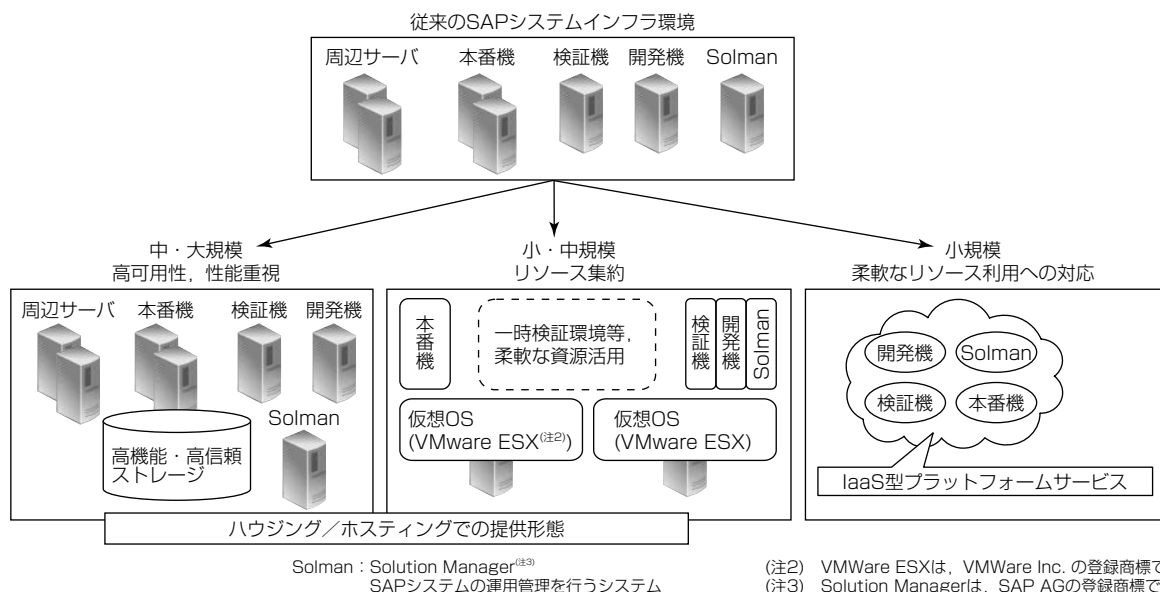 従来のSAPシステムインフラ環境
周辺サーバ 本番機 検証機 開発機 Solman
中・大規模
高可用性，性能重視
周辺サーバ 本番機 検証機 開発機
Solman
高機能・高信頼
ストレージ
小・中規模
リソース集約
本番機
一時検証環境等，
柔軟な資源活用
検証機
開発機
Solman
仮想OS
(VMware ESX(注2))
仮想OS
(VMware ESX)
小規模
柔軟なリソース利用への対応
開発機 Solman
検証機 本番機
IaaS型プラットフォームサービス
ハウジング／ホスティングでの提供形態
Solman：Solution Manager(注3)
SAPシステムの運用管理を行うシステム
(注2) VMWare ESXは，VMWare Inc. の登録商標で
(注3) Solution Managerは，SAP AGの登録商標で